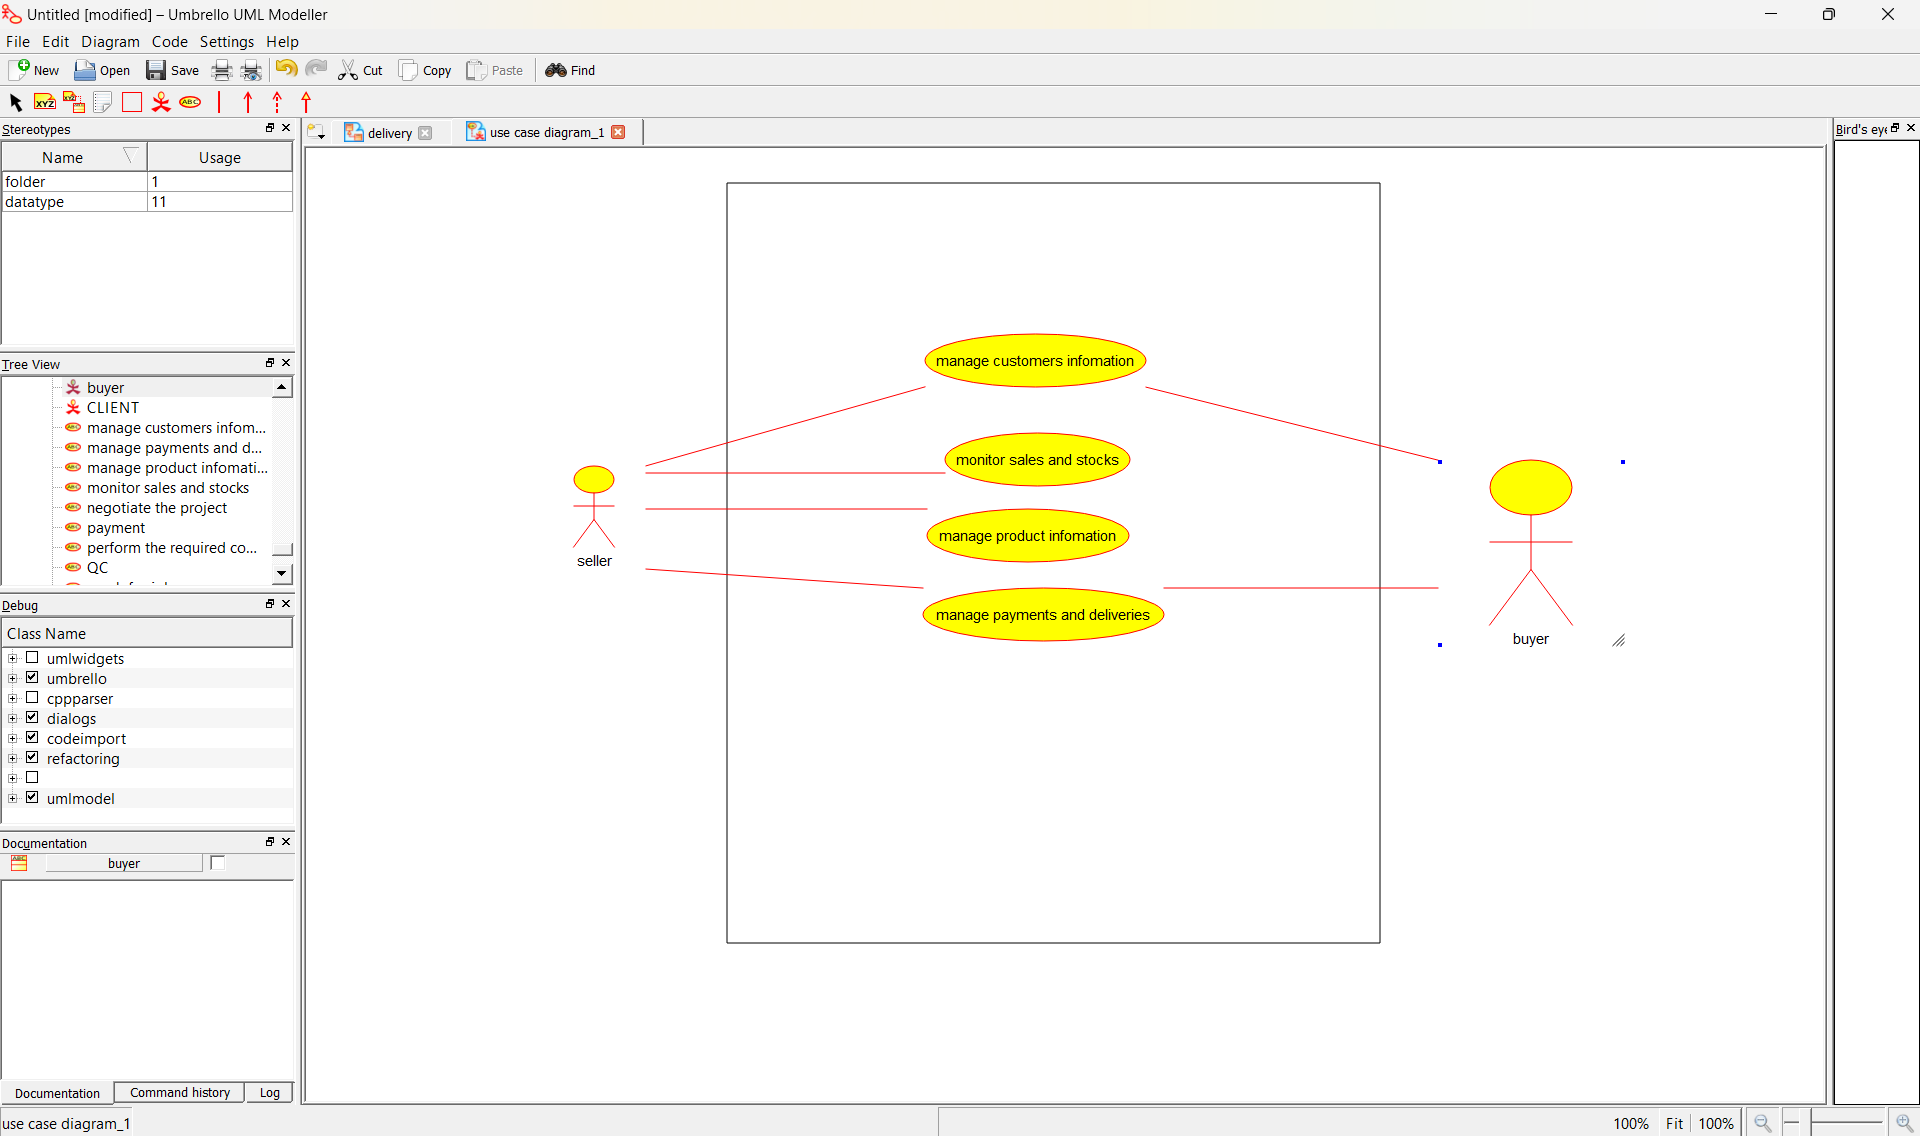 Untitled [modified] – Umbrello UML Modeller
File Edit Diagram Code Settings Help
New Open Save Cut Copy Paste Find
XYZ XYZ ABC
Stereotypes
delivery
use case diagram_1
Bird's eye
Name Usage
folder 1
datatype 11
Tree View
buyer
CLIENT
manage customers infom...
manage payments and d...
manage product infomati...
monitor sales and stocks
negotiate the project
payment
perform the required co...
QC
Debug
Class Name
umlwidgets
umbrello
cppparser
dialogs
codeimport
refactoring
umlmodel
Documentation
buyer
Documentation Command history Log
manage customers infomation
monitor sales and stocks
manage product infomation
manage payments and deliveries
seller
buyer
use case diagram_1
100% Fit 100%